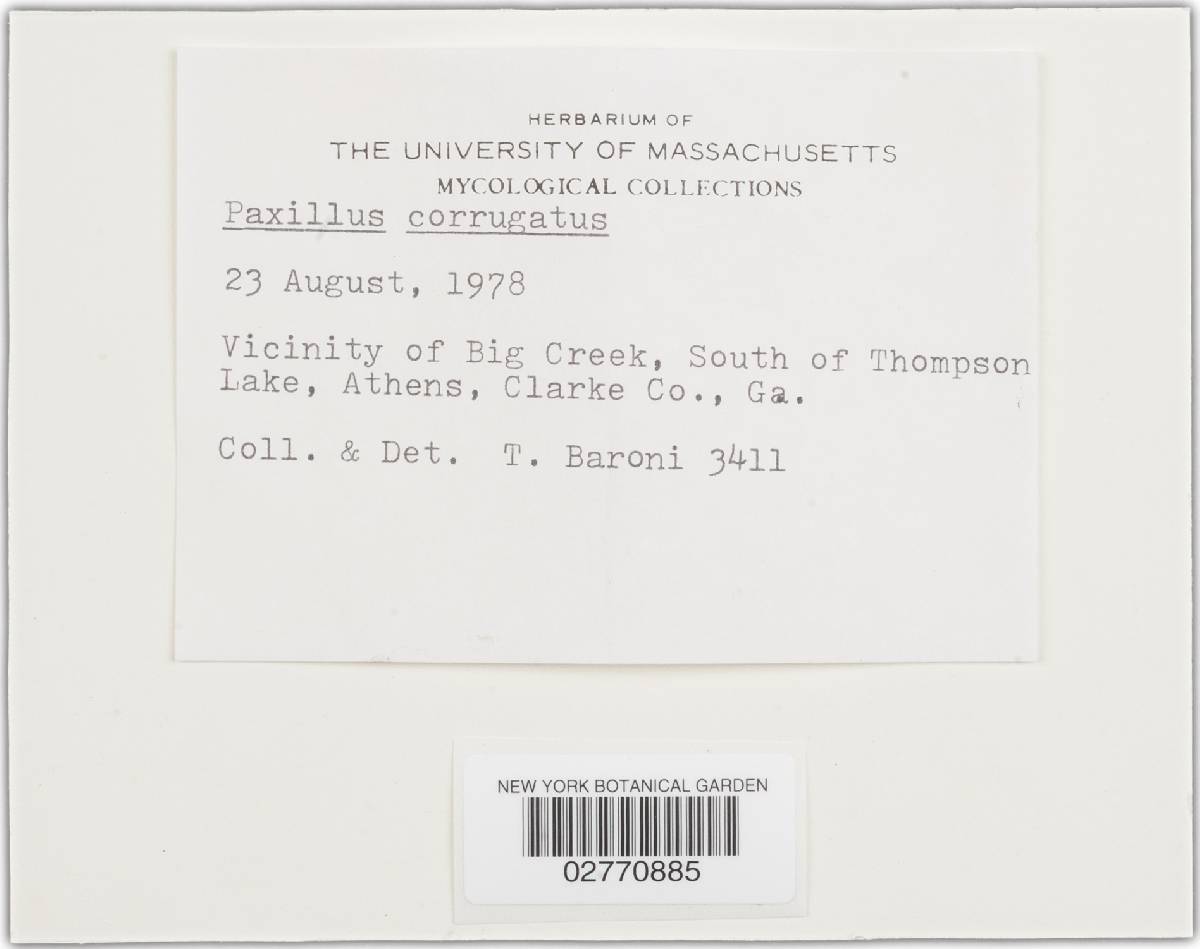 HERBARIUM OF
THE UNIVERSITY OF MASSACHUSETTS
MYCOLOGICAL COLLECTIONS
Paxillus corrugatus
23 August, 1978
Vicinity of Big Creek, South of Thompson
Lake, Athens, Clarke Co., Ga.
Coll. & Det. T. Baroni 3411
NEW YORK BOTANICAL GARDEN
02770885